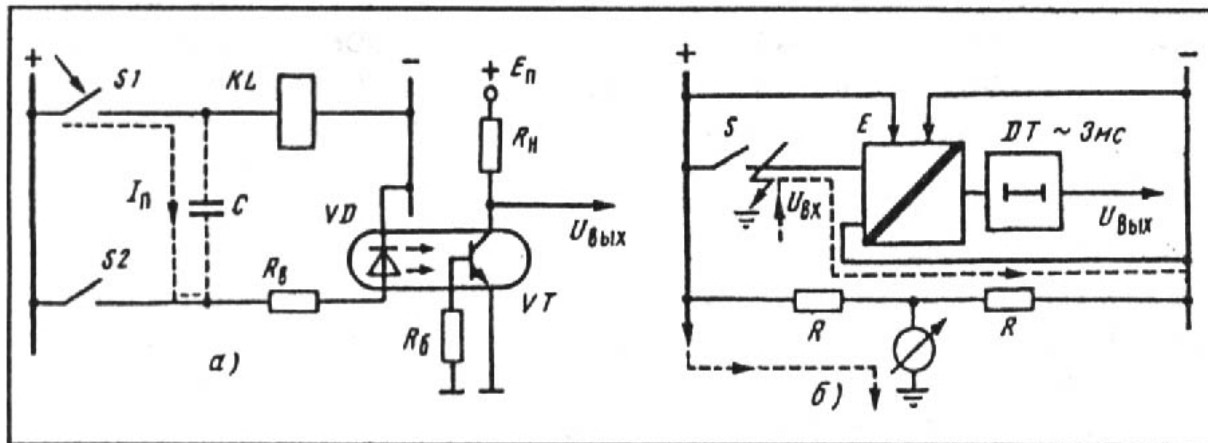 +
S1
KL
−
+ Eп
Rн
Iп
C
VD
Uвых
S2
Rв
VT
Rб
а)
+
−
S
E
DT ~ 3мс
Uвх
Uвых
R
R
б)